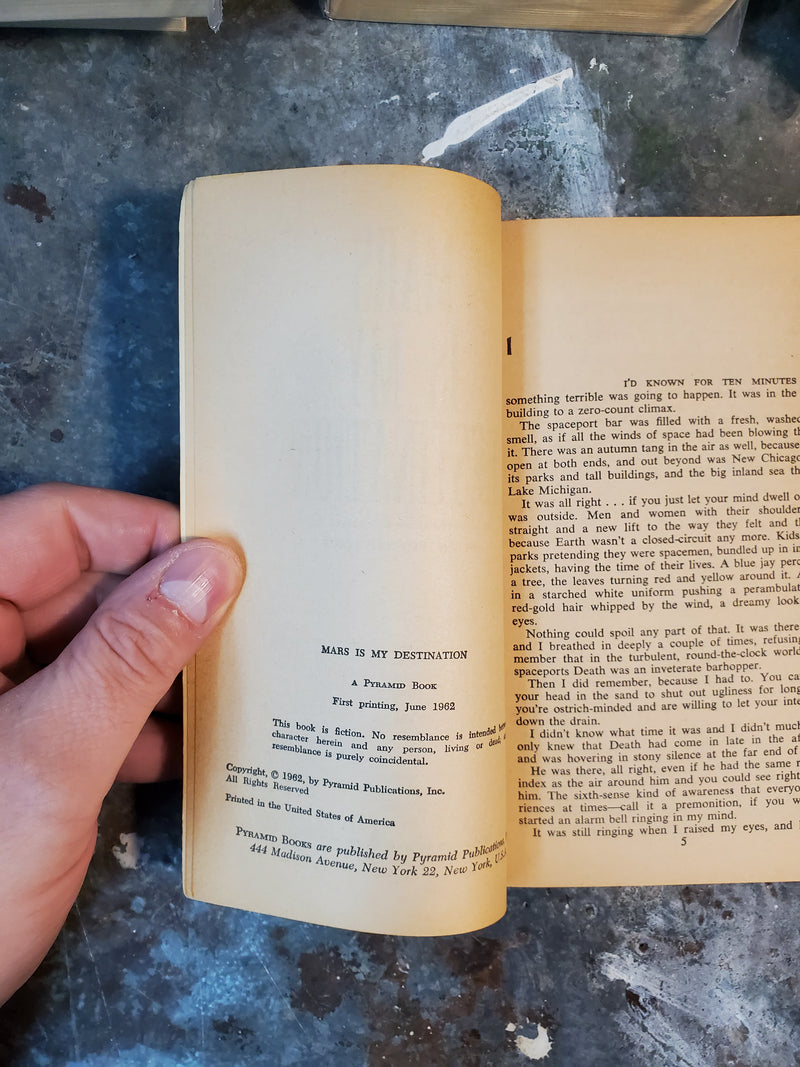 MARS IS MY DESTINATION
A PYRAMID BOOK
First printing, June 1962
This book is fiction. No resemblance is intended
character herein and any person, living or dead;
resemblance is purely coincidental.
Copyright, © 1962, by Pyramid Publications, Inc.
All Rights Reserved
Printed in the United States of America
PYRAMID BOOKS are published by Pyramid Publications,
444 Madison Avenue, New York 22, New York, U.S.
1
I'D KNOWN FOR TEN MINUTES
something terrible was going to happen. It was in the
building to a zero-count climax.
The spaceport bar was filled with a fresh, washed
smell, as if all the winds of space had been blowing
it. There was an autumn tang in the air as well, because
open at both ends, and out beyond was New Chicago
its parks and tall buildings, and the big inland sea
Lake Michigan.
It was all right . . . if you just let your mind dwell
was outside. Men and women with their shoulder
straight and a new lift to the way they felt and
because Earth wasn't a closed-circuit any more. Kids
parks pretending they were spacemen, bundled up in
jackets, having the time of their lives. A blue jay
a tree, the leaves turning red and yellow around it.
in a starched white uniform pushing a
red-gold hair whipped by the wind, a dreamy look
eyes.
Nothing could spoil any part of that. It was there
and I breathed in deeply a couple of times, refusing
member that in the turbulent, round-the-clock world
spaceports Death was an inveterate barhopper.
Then I did remember, because I had to. You
your head in the sand to shut out ugliness for
you're ostrich-minded and are willing to let your
down the drain.
I didn't know what time it was and I didn't much
only knew that Death had come in late in the
and was hovering in stony silence at the far end of
He was there, all right, even if he had the same
index as the air around him and you could see right
him. The sixth-sense kind of awareness that
riences at times—call it a premonition, if you
started an alarm bell ringing in my mind.
It was still ringing when I raised my eyes, and
5